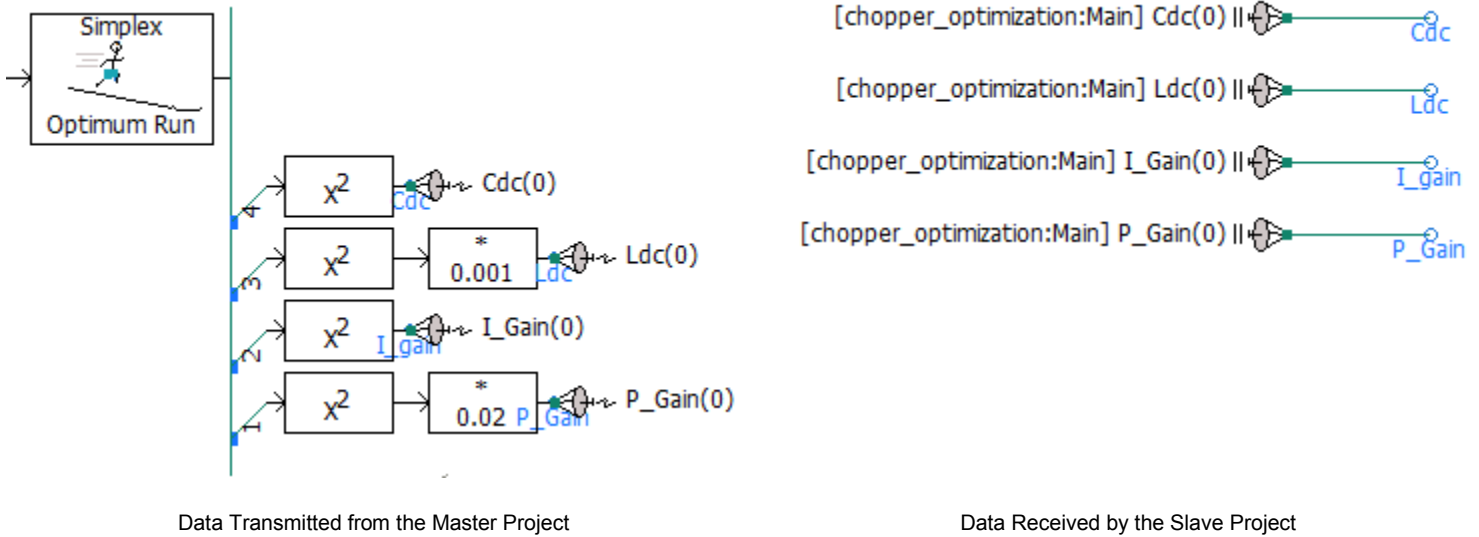 Simplex
Optimum Run
4
x2
Cdc
Cdc(0)
3
x2
*
0.001
Ldc
Ldc(0)
2
x2
I_gain
I_Gain(0)
1
x2
*
0.02
P_Gain
P_Gain(0)
Data Transmitted from the Master Project
[chopper_optimization:Main] Cdc(0)
Cdc
[chopper_optimization:Main] Ldc(0)
Ldc
[chopper_optimization:Main] I_Gain(0)
I_gain
[chopper_optimization:Main] P_Gain(0)
P_Gain
Data Received by the Slave Project